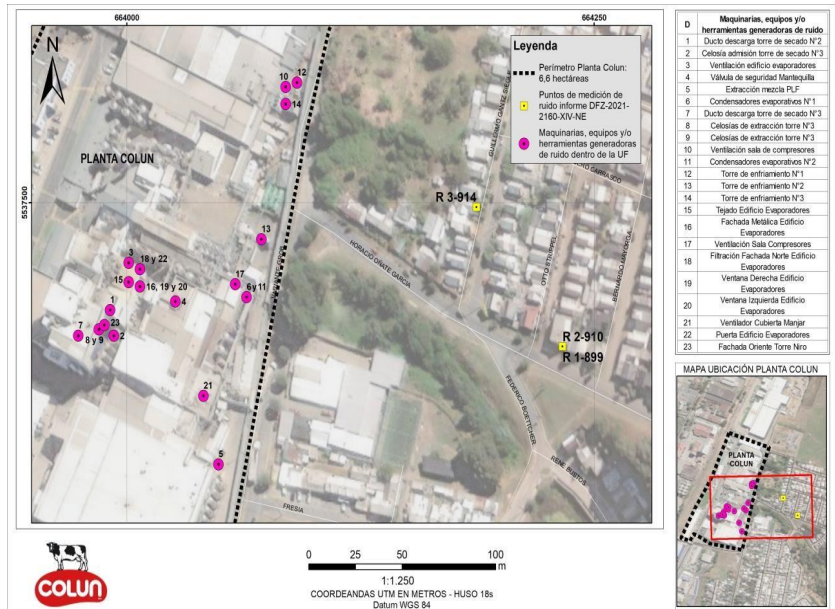 664000
664250
5537500
N
PLANTA COLUN
10
12
14
13
3
18 y 22
15
16, 19 y 20
17
6 y 11
4
1
23
7
8 y 9
2
21
5
R 3-914
R 2-910
R 1-899
HORACIO OÑATE GARCIA
OTTO STRUPPEL
BERNARDO MAYORGA
FEDERICO BOETTCHER
RENE BUSTOS
FRESIA
Leyenda
Perímetro Planta Colun:
6,6 hectáreas
Puntos de medición de
ruido informe DFZ-2021-
2160-XIV-NE
Maquinarias, equipos y/o
herramientas generadoras
de ruido dentro de la UF
D Maquinarias, equipos y/o
herramientas generadoras de ruido
1 Ducto descarga torre de secado N°2
2 Celosía admisión torre de secado N°3
3 Ventilación edificio evaporadores
4 Válvula de seguridad Mantequilla
5 Extracción mezcla PLF
6 Condensadores evaporativos N°1
7 Ducto descarga torre de secado N°3
8 Celosías de extracción torre N°3
9 Celosías de extracción torre N°3
10 Ventilación sala de compresores
11 Condensadores evaporativos N°2
12 Torre de enfriamiento N°1
13 Torre de enfriamiento N°2
14 Torre de enfriamiento N°3
15 Tejado Edificio Evaporadores
16 Fachada Metálica Edificio
Evaporadores
17 Ventilación Sala Compresores
18 Filtración Fachada Norte Edificio
Evaporadores
19 Ventana Derecha Edificio
Evaporadores
20 Ventana Izquierda Edificio
Evaporadores
21 Ventilador Cubierta Manjar
22 Puerta Edificio Evaporadores
23 Fachada Oriente Torre Niro
MAPA UBICACIÓN PLANTA COLUN
PLANTA
COLUN
COLUN
0 25 50 100
m
1:1.250
COORDEANDAS UTM EN METROS - HUSO 18s
Datum WGS 84